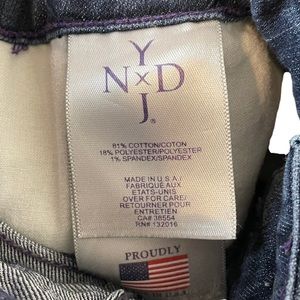 Y
N × D
J®
81% COTTON/COTON
18% POLYESTER/POLYESTER
1% SPANDEX/SPANDEX
MADE IN U.S.A./
FABRIQUE AUX
ETATS-UNIS
OVER FOR CARE/
RETOURNER POUR
ENTRETIEN
CA# 38554
RN# 132016
PROUDLY